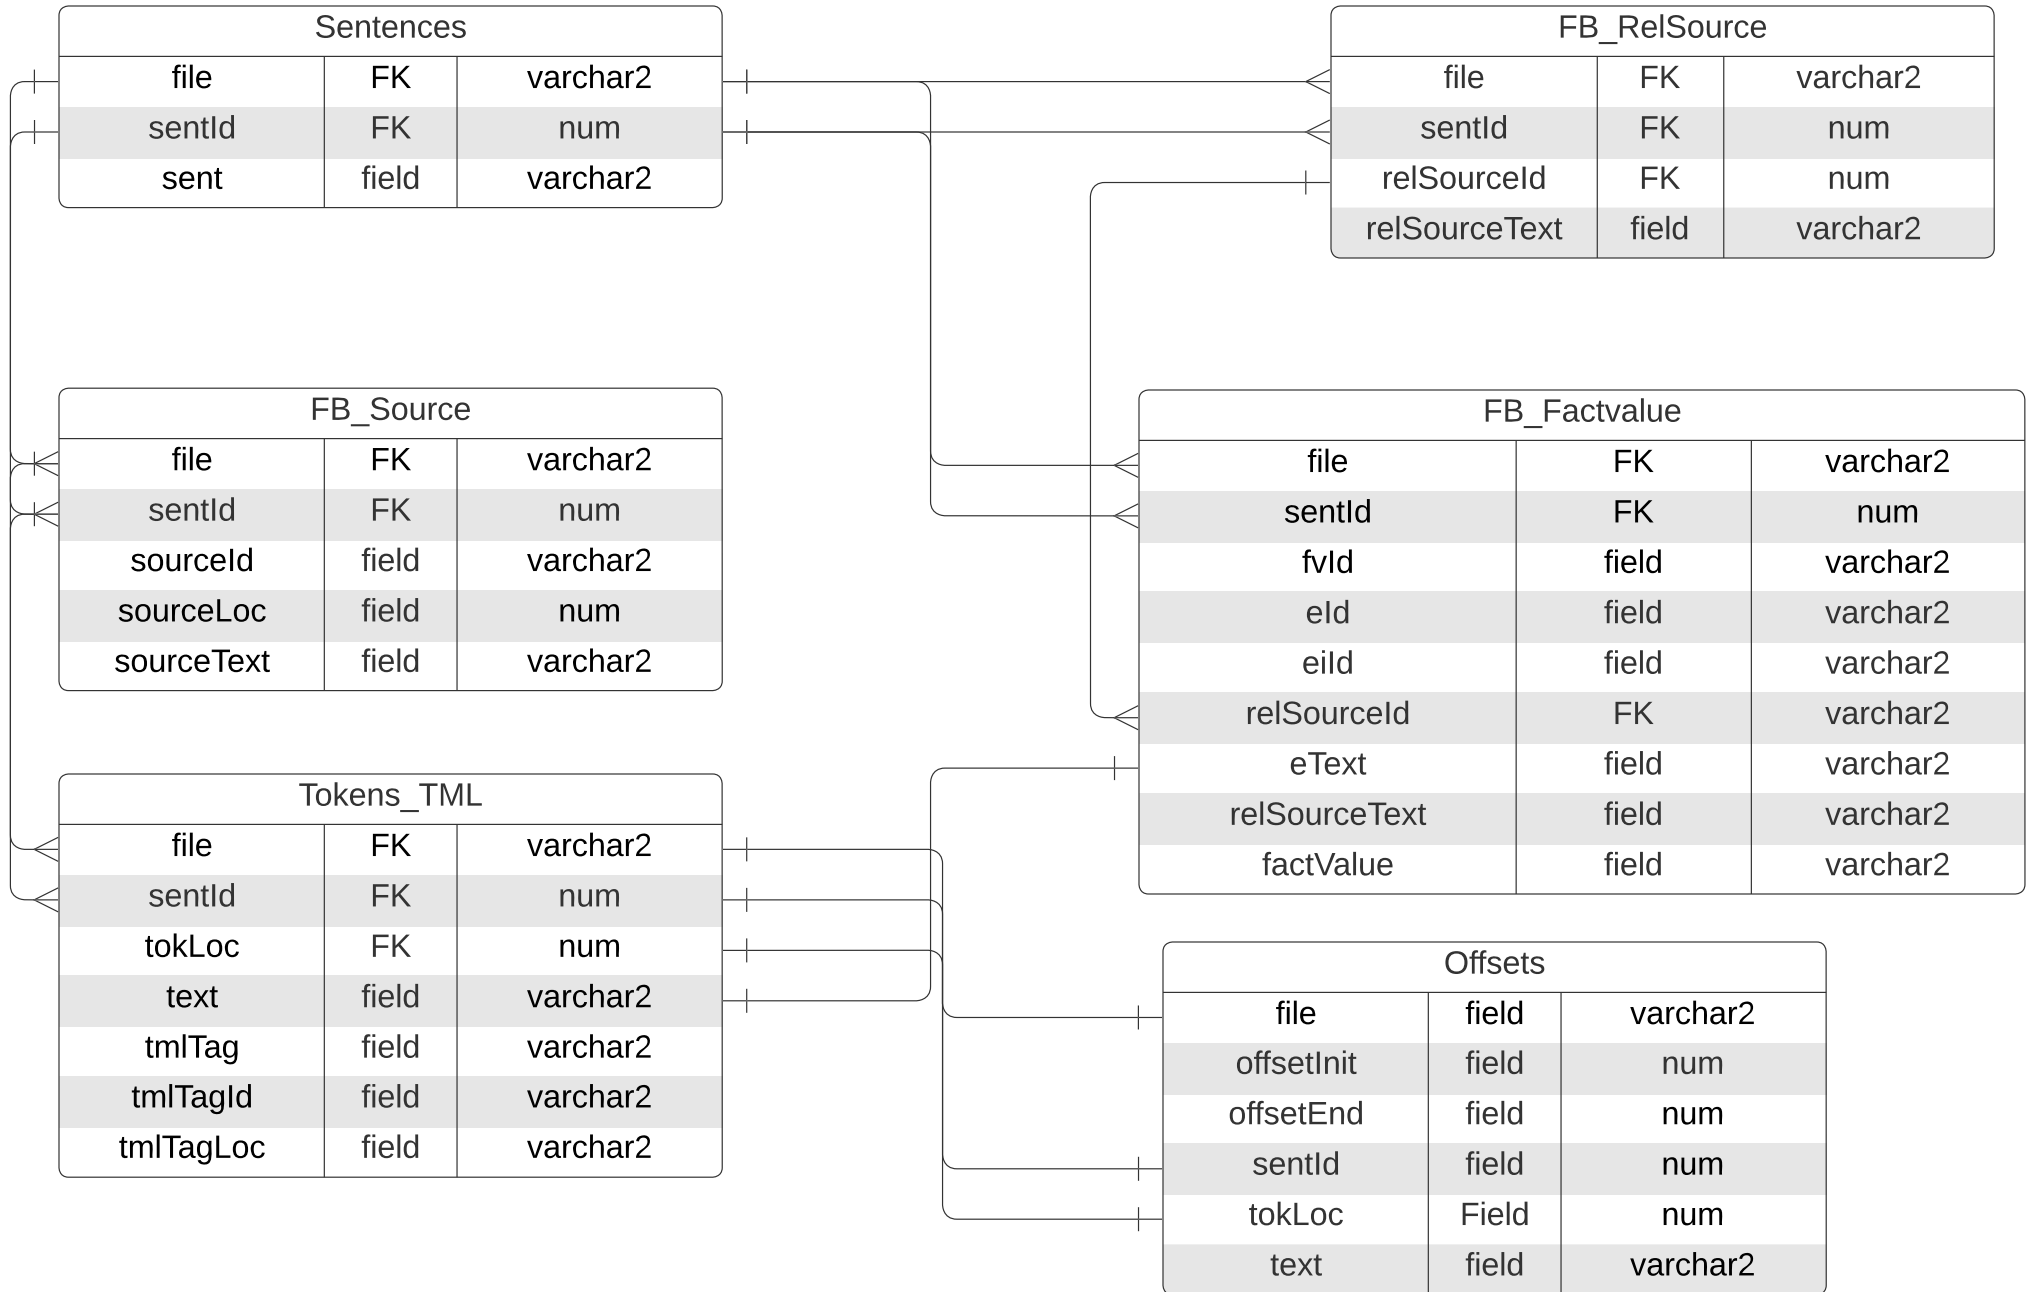 Sentences
file FK varchar2
sentId FK num
sent field varchar2
FB_RelSource
file FK varchar2
sentId FK num
relSourceId FK num
relSourceText field varchar2
FB_Source
file FK varchar2
sentId FK num
sourceId field varchar2
sourceLoc field num
sourceText field varchar2
FB_Factvalue
file FK varchar2
sentId FK num
fvId field varchar2
eId field varchar2
eiId field varchar2
relSourceId FK varchar2
eText field varchar2
relSourceText field varchar2
factValue field varchar2
Tokens_TML
file FK varchar2
sentId FK num
tokLoc FK num
text field varchar2
tmlTag field varchar2
tmlTagId field varchar2
tmlTagLoc field varchar2
Offsets
file field varchar2
offsetInit field num
offsetEnd field num
sentId field num
tokLoc Field num
text field varchar2